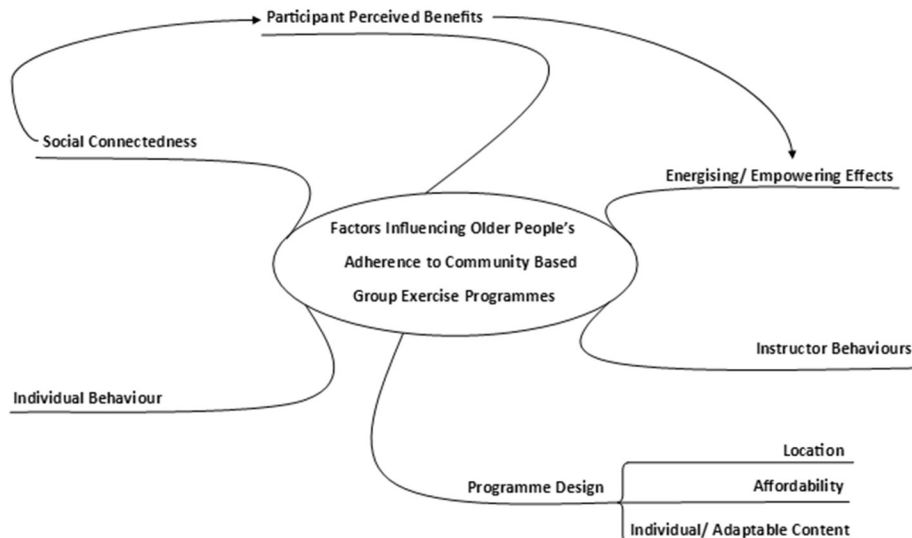 Participant Perceived Benefits
Social Connectedness
Energising/ Empowering Effects
Factors Influencing Older People's
Adherence to Community Based
Group Exercise Programmes
Instructor Behaviours
Individual Behaviour
Location
Programme Design
Affordability
Individual/ Adaptable Content